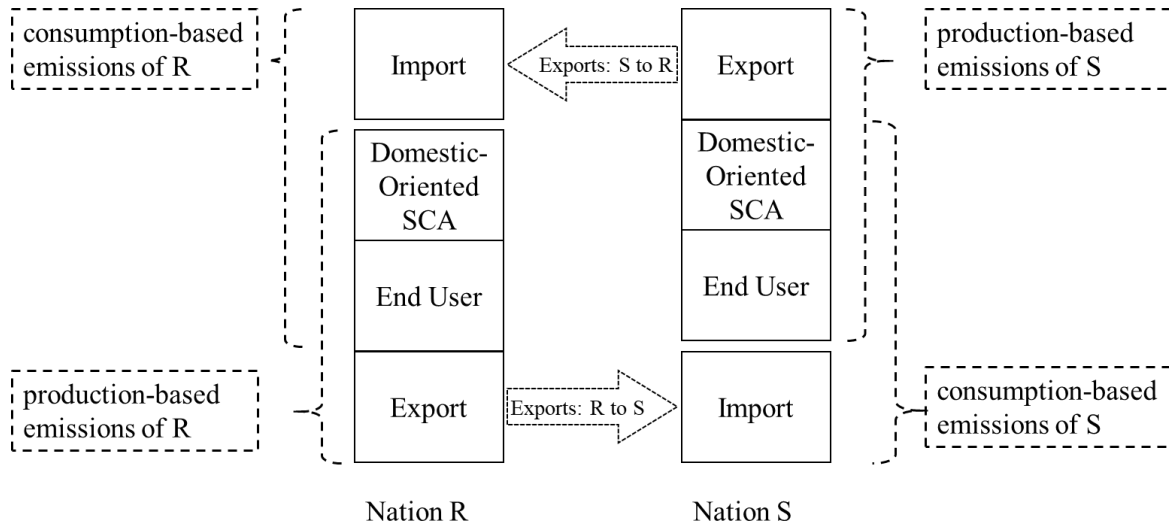 consumption-based
emissions of R
Import
Exports: S to R
Export
production-based
emissions of S
Domestic-
Oriented
SCA
Domestic-
Oriented
SCA
End User
End User
production-based
emissions of R
Export
Exports: R to S
Import
consumption-based
emissions of S
Nation R
Nation S